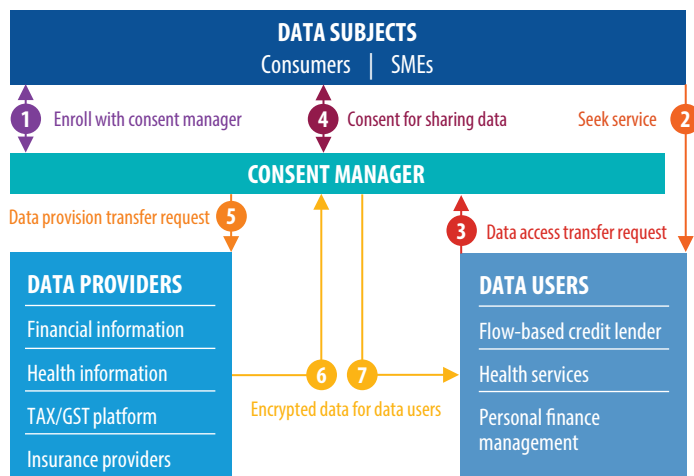 DATA SUBJECTS
Consumers | SMEs
1 Enroll with consent manager
4 Consent for sharing data
Seek service 2
CONSENT MANAGER
Data provision transfer request 5
3 Data access transfer request
DATA PROVIDERS
Financial information
Health information
TAX/GST platform
Insurance providers
6 7
Encrypted data for data users
DATA USERS
Flow-based credit lender
Health services
Personal finance
management